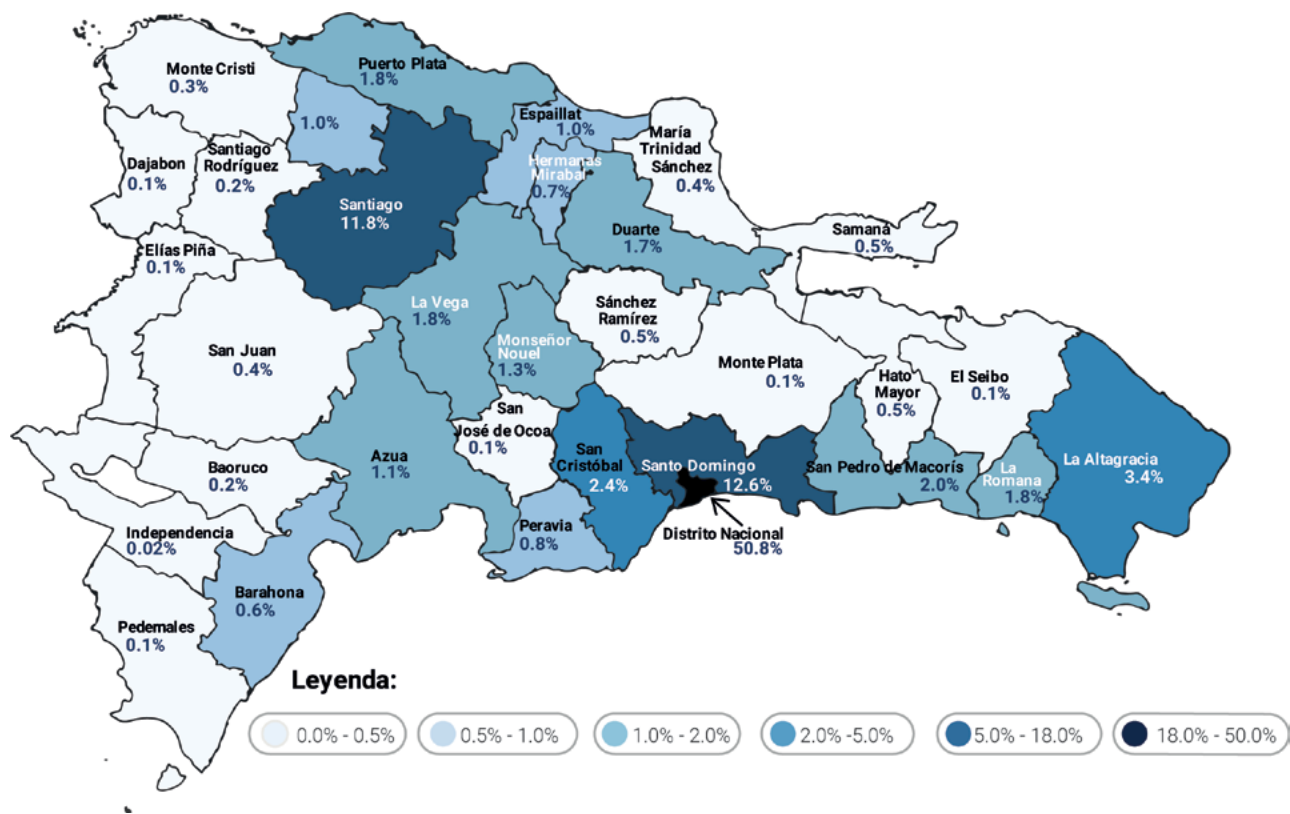 Monte Cristi
0.3%
Puerto Plata
1.8%
1.0%
Espaillat
1.0%
María
Trinidad
Sánchez
0.4%
Dajabon
0.1%
Santiago
Rodríguez
0.2%
Hermanas
Mirabal
0.7%
Santiago
11.8%
Duarte
1.7%
Samaná
0.5%
Elías Piña
0.1%
La Vega
1.8%
Sánchez
Ramírez
0.5%
San Juan
0.4%
Monseñor
Nouel
1.3%
Monte Plata
0.1%
Hato
Mayor
0.5%
El Seibo
0.1%
San
José de Ocoa
0.1%
Azua
1.1%
San
Cristóbal
2.4%
Santo Domingo
12.6%
San Pedro de Macorís
2.0%
La
Romana
1.8%
La Altagracia
3.4%
Baoruco
0.2%
Independencia
0.02%
Peravia
0.8%
Distrito Nacional
50.8%
Barahona
0.6%
Pedernales
0.1%
Leyenda:
0.0% - 0.5%
0.5% - 1.0%
1.0% - 2.0%
2.0% -5.0%
5.0% - 18.0%
18.0% - 50.0%